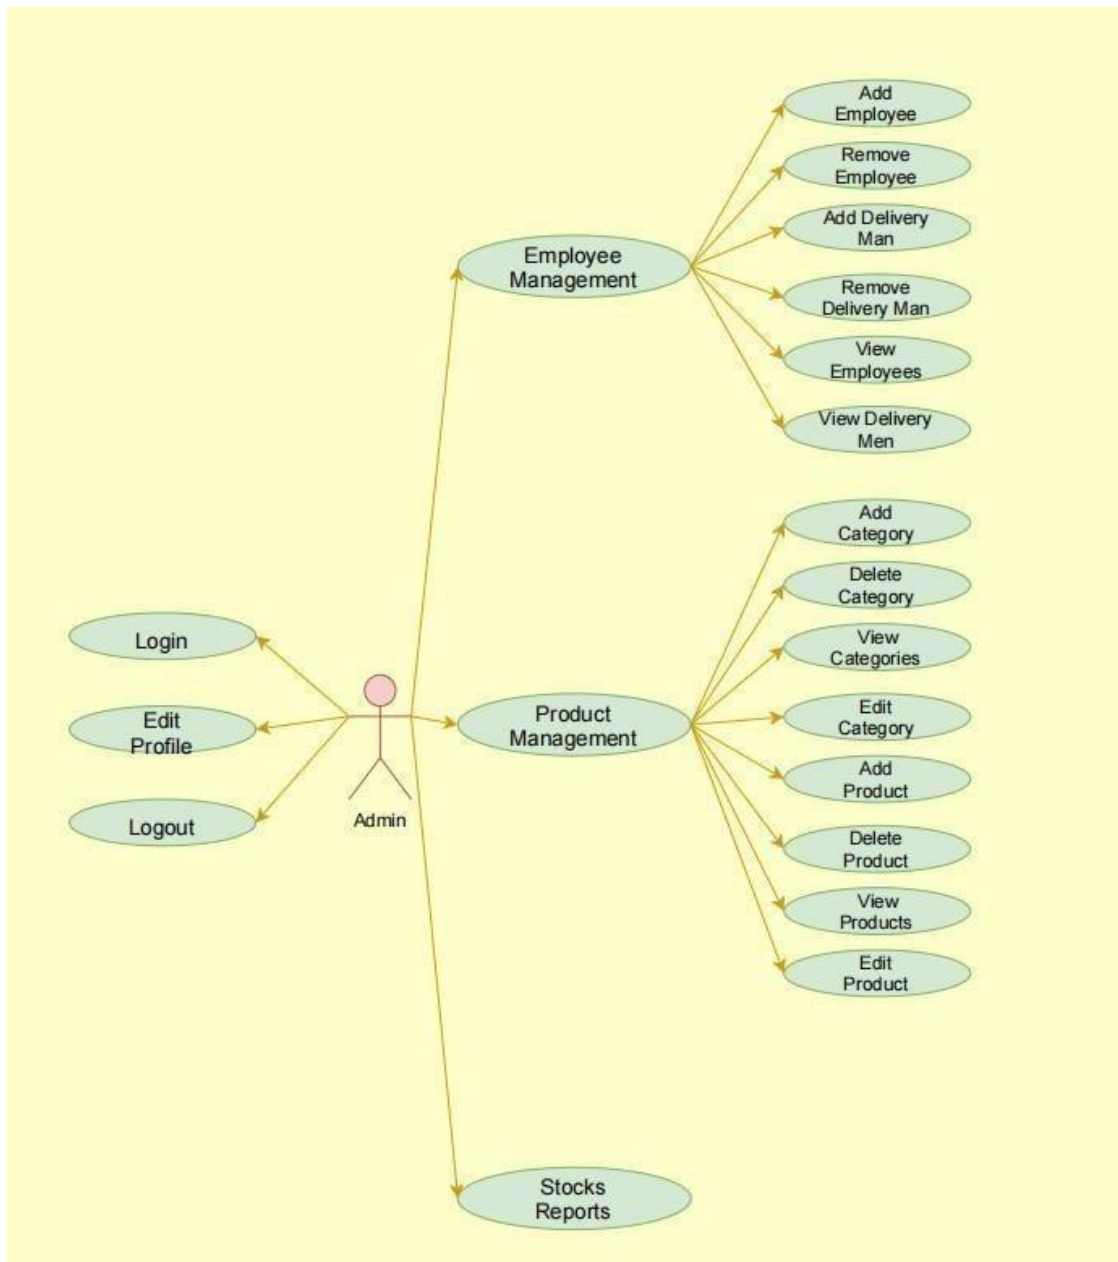 Add
Employee
Remove
Employee
Add Delivery
Man
Employee
Management
Remove
Delivery Man
View
Employees
View Delivery
Men
Add
Category
Delete
Category
View
Categories
Login
Edit
Profile
Logout
Admin
Product
Management
Edit
Category
Add
Product
Delete
Product
View
Products
Edit
Product
Stocks
Reports